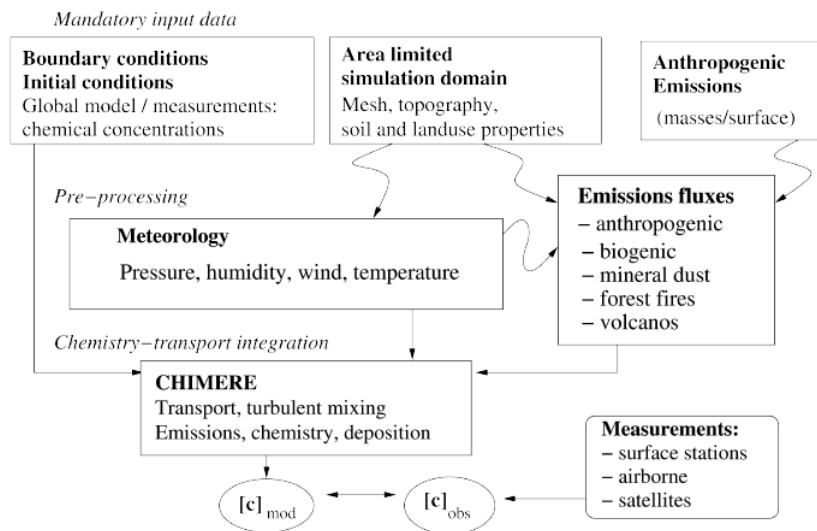 Mandatory input data
Boundary conditions
Initial conditions
Global model / measurements:
chemical concentrations
Area limited
simulation domain
Mesh, topography,
soil and landuse properties
Anthropogenic
Emissions
(masses/surface)
Pre−processing
Meteorology
Pressure, humidity, wind, temperature
Emissions fluxes
− anthropogenic
− biogenic
− mineral dust
− forest fires
− volcanos
Chemistry−transport integration
CHIMERE
Transport, turbulent mixing
Emissions, chemistry, deposition
Measurements:
− surface stations
− airborne
− satellites
[c] mod
[c] obs